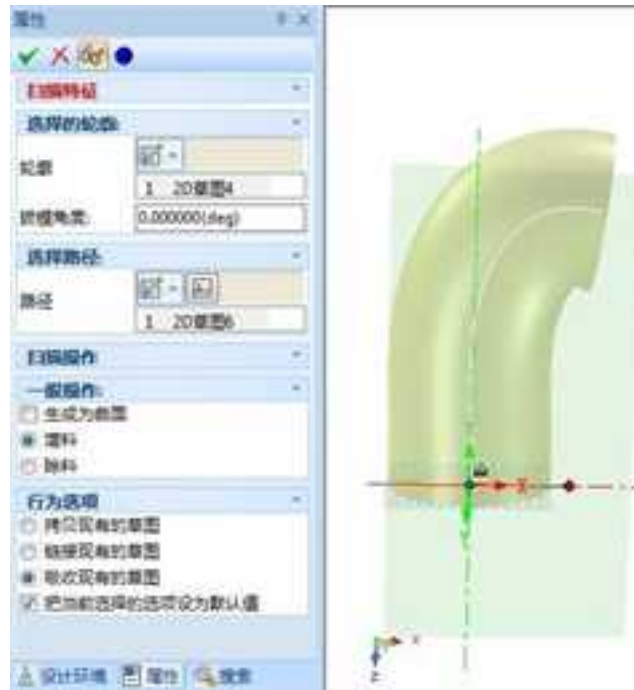 属性
扫描特征
选择的轮廓:
轮廓
1 2D草图4
拔模角度:
0.000000(deg)
选择路径:
路径
1 2D草图6
扫描操作
一般操作:
生成为曲面
增料
除料
行为选项
拷贝现有的草图
链接现有的草图
吸收现有的草图
把当前选择的选项设为默认值
设计环境 属性 搜索
X
X
Z